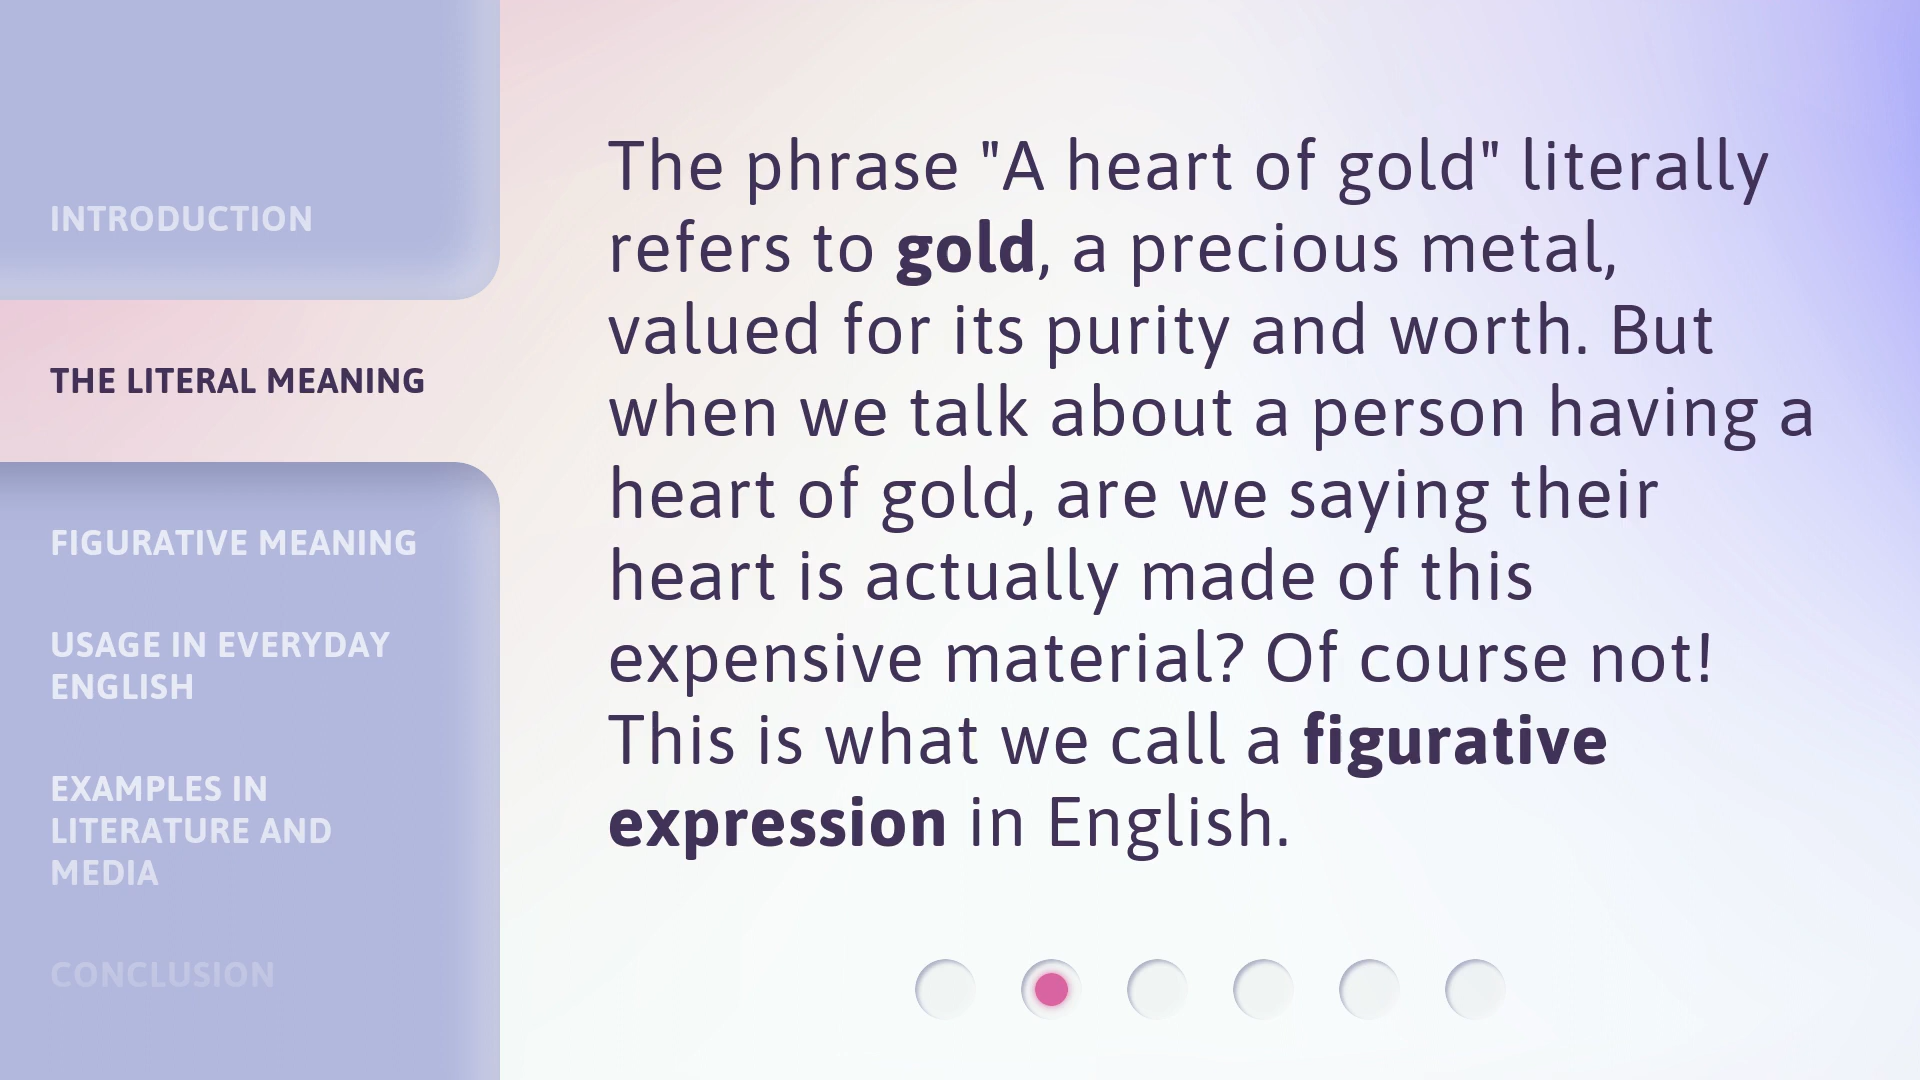 INTRODUCTION
THE LITERAL MEANING
FIGURATIVE MEANING
USAGE IN EVERYDAY
ENGLISH
EXAMPLES IN
LITERATURE AND
MEDIA
CONCLUSION
The phrase "A heart of gold" literally
refers to gold, a precious metal,
valued for its purity and worth. But
when we talk about a person having a
heart of gold, are we saying their
heart is actually made of this
expensive material? Of course not!
This is what we call a figurative
expression in English.